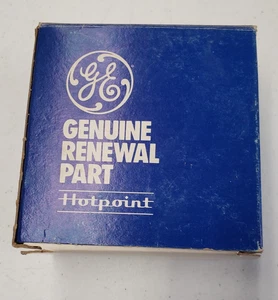 GE
GENUINE
RENEWAL
PART
Hotpoint